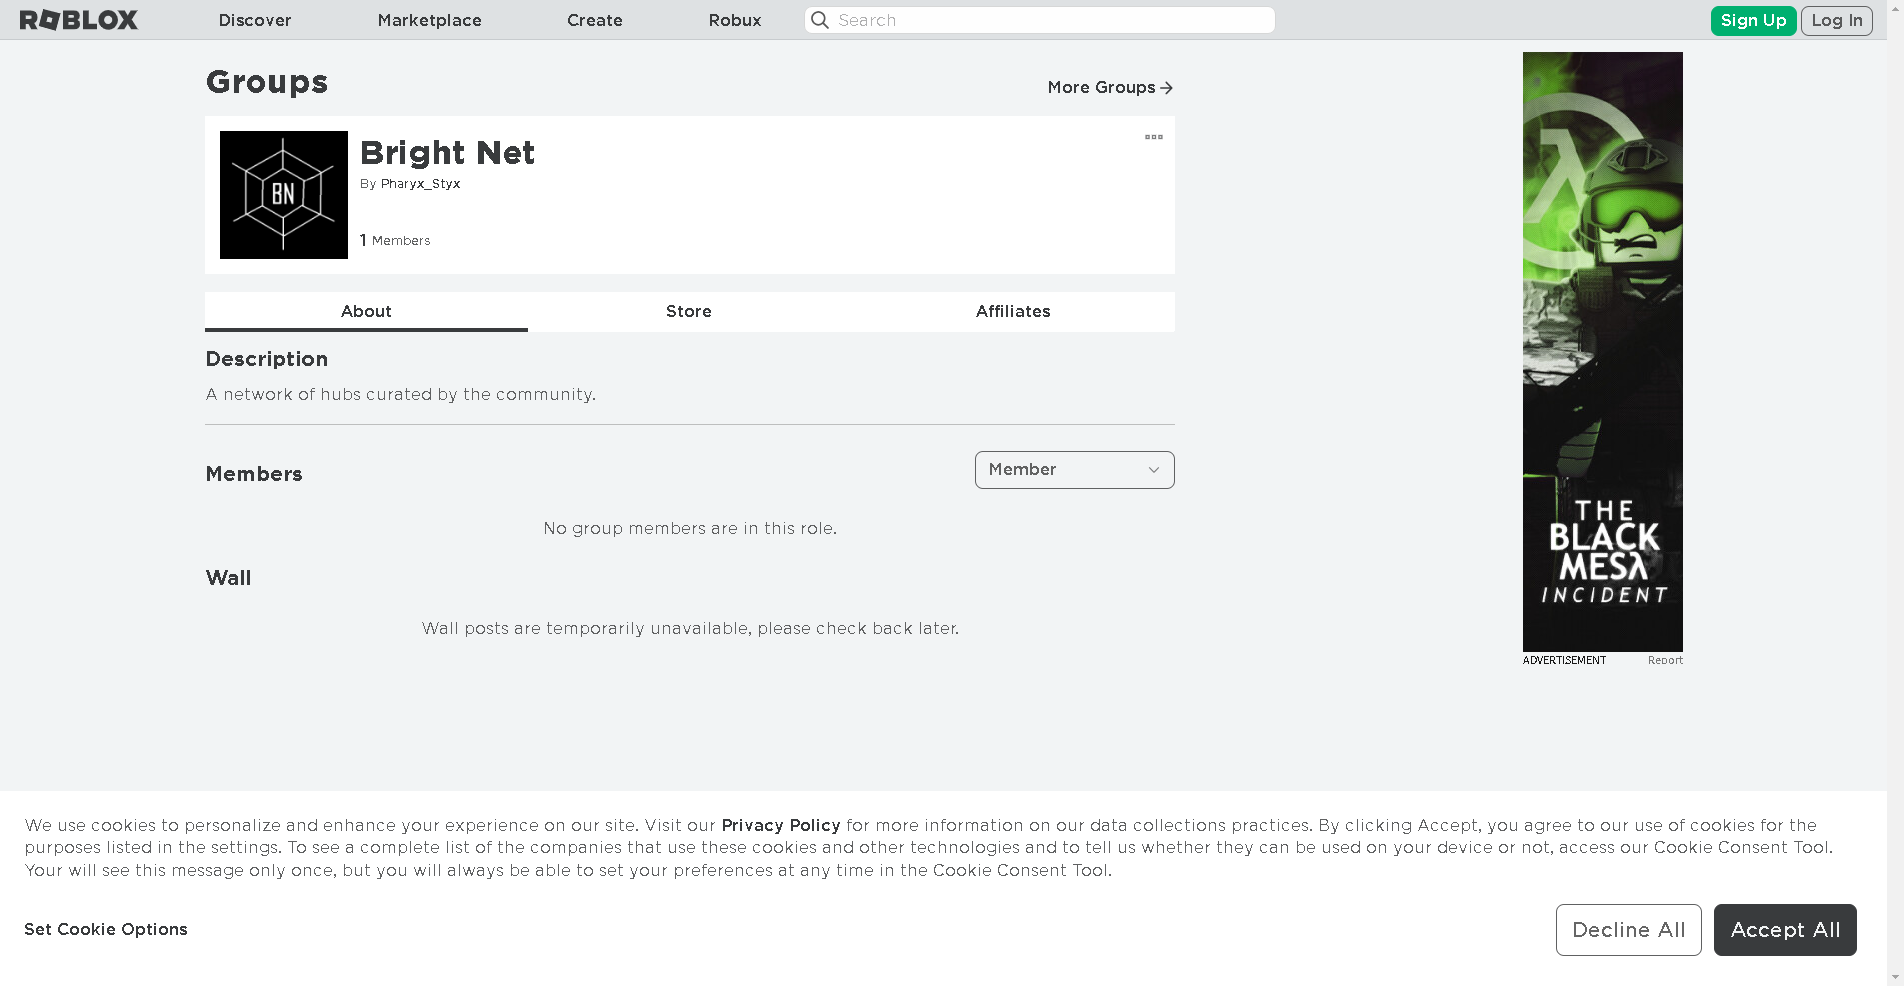 ROBLOX Discover Marketplace Create Robux Search Sign Up Log In
Groups
More Groups
BN
Bright Net
By Pharyx_Styx
1 Members
About Store Affiliates
Description
A network of hubs curated by the community.
Members
Member
No group members are in this role.
Wall
Wall posts are temporarily unavailable, please check back later.
THE
BLACK
MESλ
INCIDENT
ADVERTISEMENT Report
We use cookies to personalize and enhance your experience on our site. Visit our Privacy Policy for more information on our data collections practices. By clicking Accept, you agree to our use of cookies for the
purposes listed in the settings. To see a complete list of the companies that use these cookies and other technologies and to tell us whether they can be used on your device or not, access our Cookie Consent Tool.
Your will see this message only once, but you will always be able to set your preferences at any time in the Cookie Consent Tool.
Set Cookie Options
Decline All
Accept All